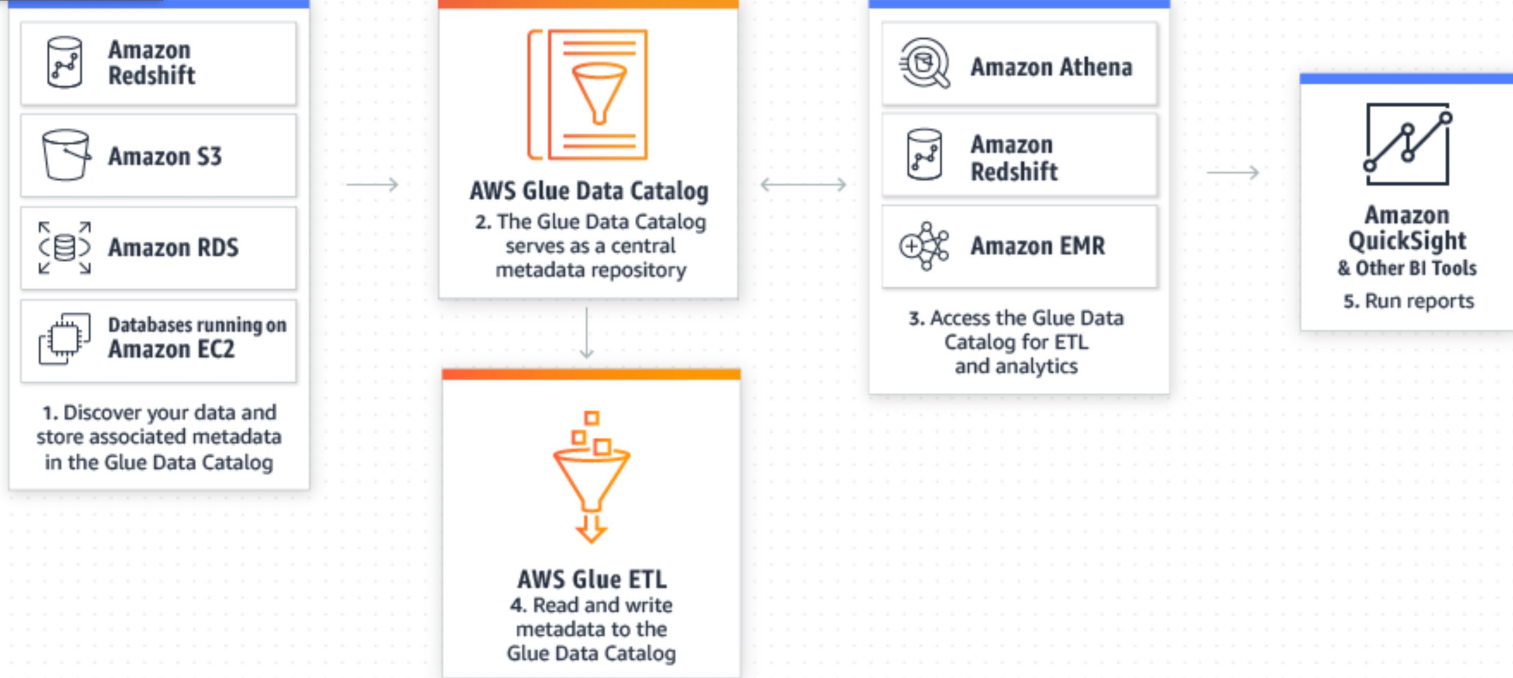 Amazon
Redshift
Amazon S3
Amazon RDS
Databases running on
Amazon EC2
1. Discover your data and
store associated metadata
in the Glue Data Catalog
AWS Glue Data Catalog
2. The Glue Data Catalog
serves as a central
metadata repository
AWS Glue ETL
4. Read and write
metadata to the
Glue Data Catalog
Amazon Athena
Amazon
Redshift
Amazon EMR
3. Access the Glue Data
Catalog for ETL
and analytics
Amazon
QuickSight
& Other BI Tools
5. Run reports